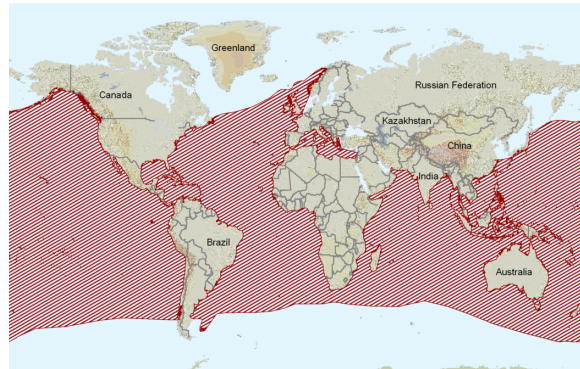 Greenland
Canada
Russian Federation
Kazakhstan
China
India
Brazil
Australia